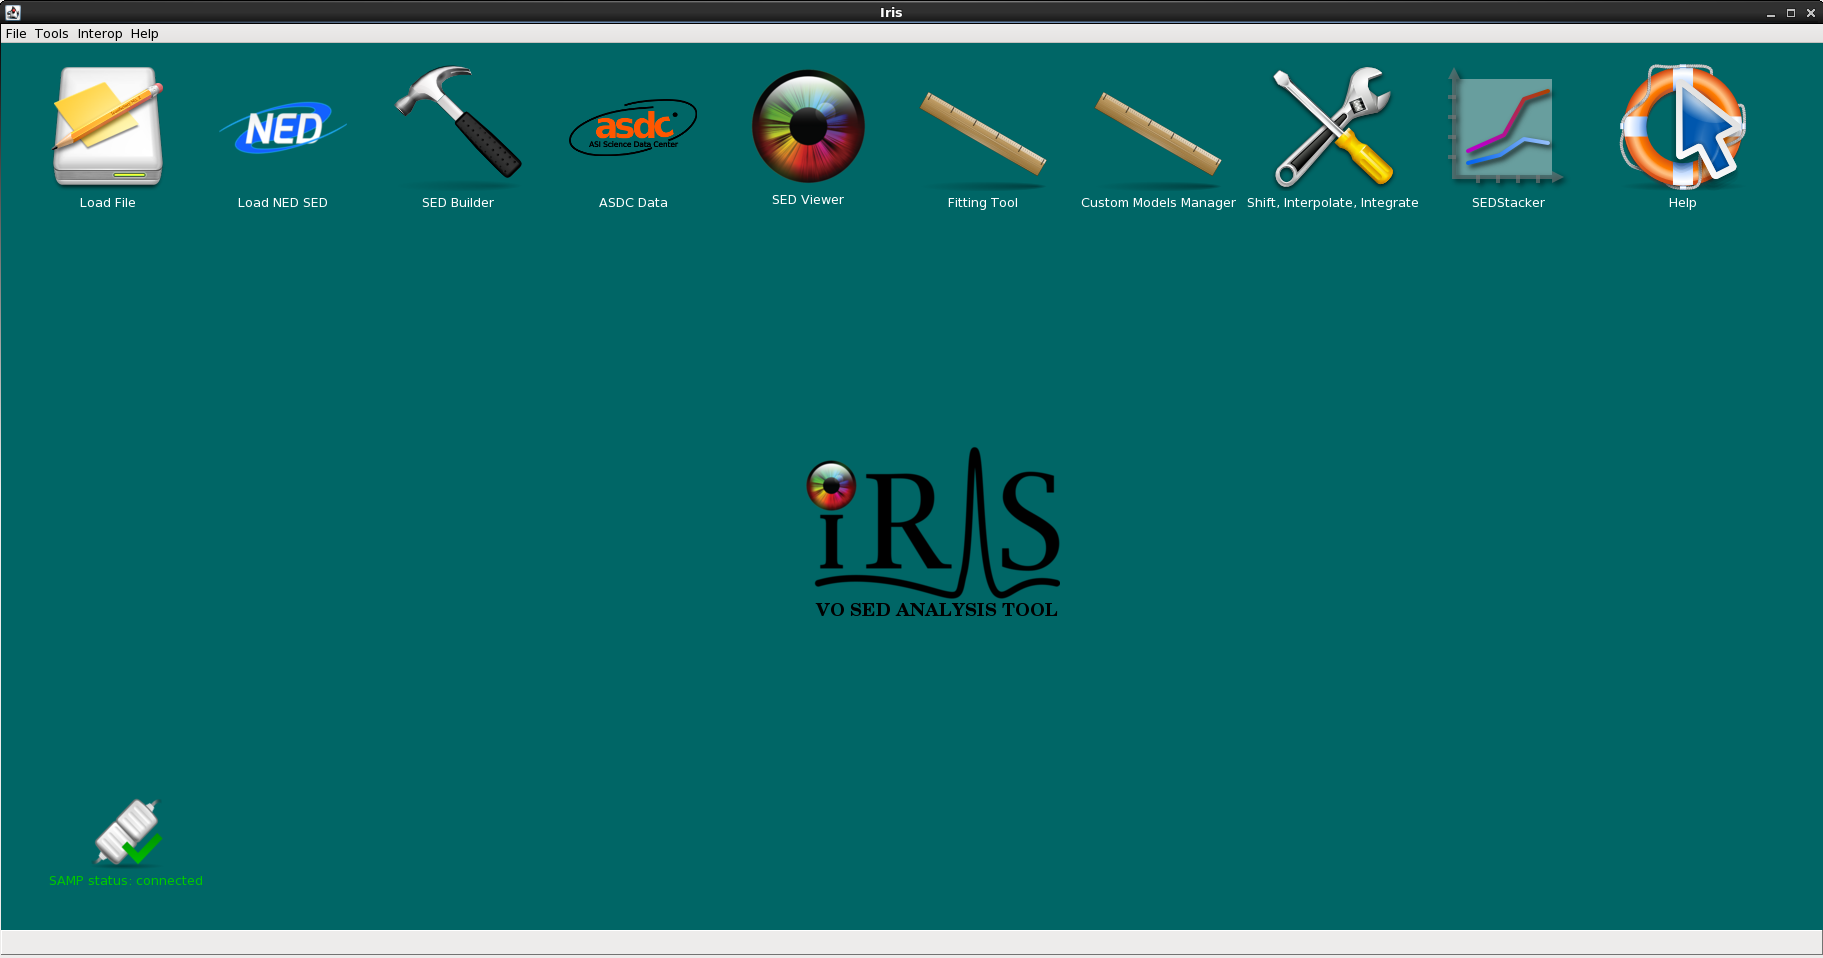 Iris
File Tools Interop Help
NED
asdc
ASI Science Data Center
Load File
Load NED SED
SED Builder
ASDC Data
SED Viewer
Fitting Tool
Custom Models Manager
Shift, Interpolate, Integrate
SEDStacker
Help
iRIS
VO SED ANALYSIS TOOL
SAMP status: connected